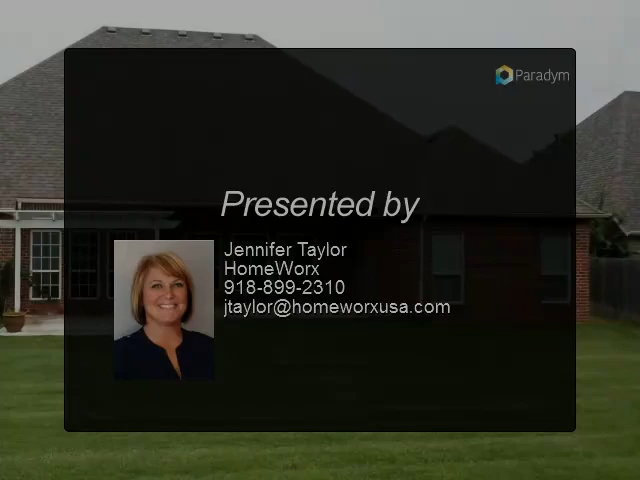 Paradym
Presented by
Jennifer Taylor
HomeWorx
918-899-2310
jtaylor@homeworxusa.com